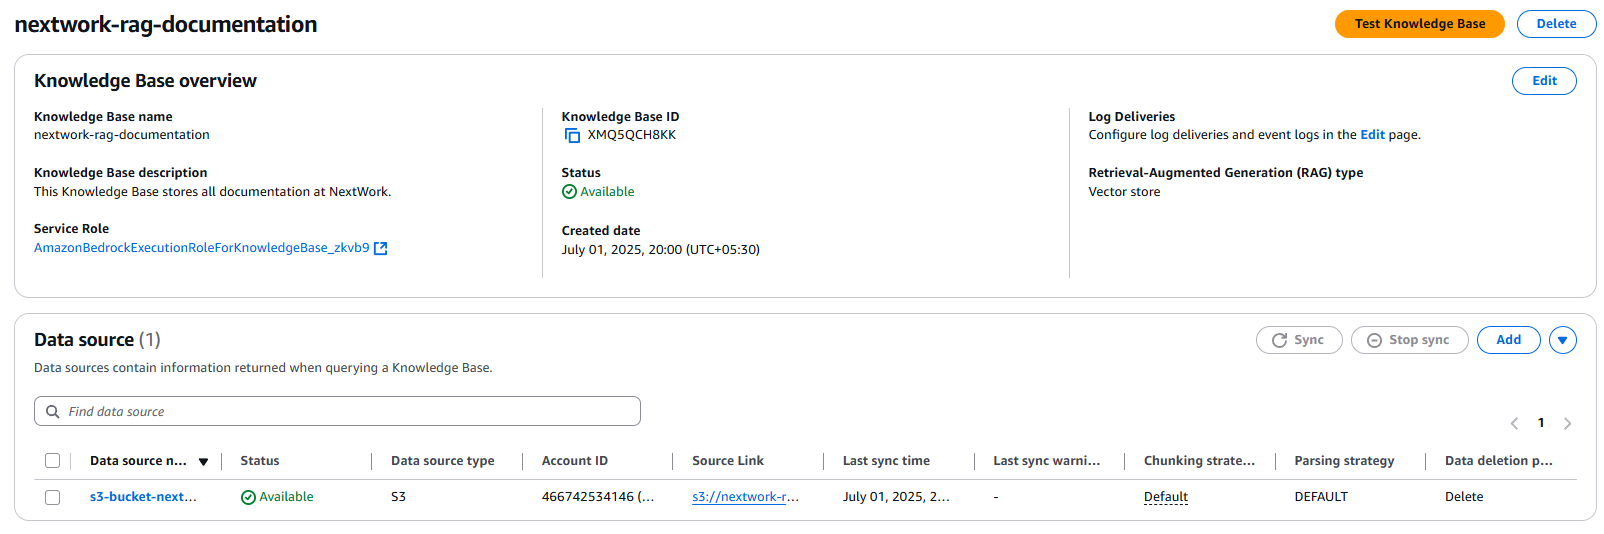 nextwork-rag-documentation
Test Knowledge Base
Delete
Knowledge Base overview
Edit
Knowledge Base name
nextwork-rag-documentation
Knowledge Base description
This Knowledge Base stores all documentation at NextWork.
Service Role
AmazonBedrockExecutionRoleForKnowledgeBase_zkvb9
Knowledge Base ID
XMQ5QCH8KK
Status
Available
Created date
July 01, 2025, 20:00 (UTC+05:30)
Log Deliveries
Configure log deliveries and event logs in the Edit page.
Retrieval-Augmented Generation (RAG) type
Vector store
Data source (1)
Sync
Stop sync
Add
Data sources contain information returned when querying a Knowledge Base.
Find data source
1
Data source n... Status Data source type Account ID Source Link Last sync time Last sync warni... Chunking strate... Parsing strategy Data deletion p...
s3-bucket-next... Available S3 466742534146 (... s3://nextwork-r... July 01, 2025, 2... - Default DEFAULT Delete